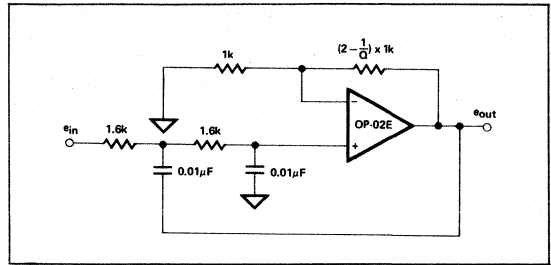 1k
(2 − 1/Q) x 1k
−
OP-02E
+
e_out
e_in
1.6k
1.6k
0.01μF
0.01μF